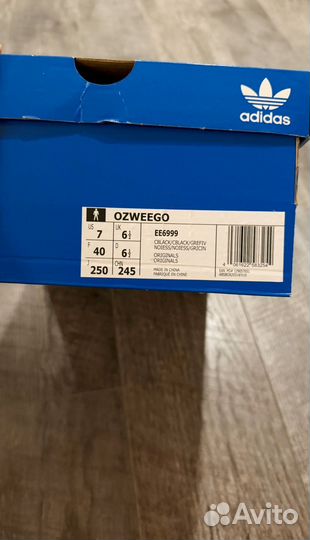 adidas
OZWEEGO
US 7 UK 6½
F 40 D 6½
J 250 CHN 245
EE6999
CBLACK/CBLACK/GREFIV
NOIESS/NOIESS/GRICIN
ORIGINALS
ORIGINALS
MADE IN CHINA
FABRIQUÉ EN CHINE
Avito